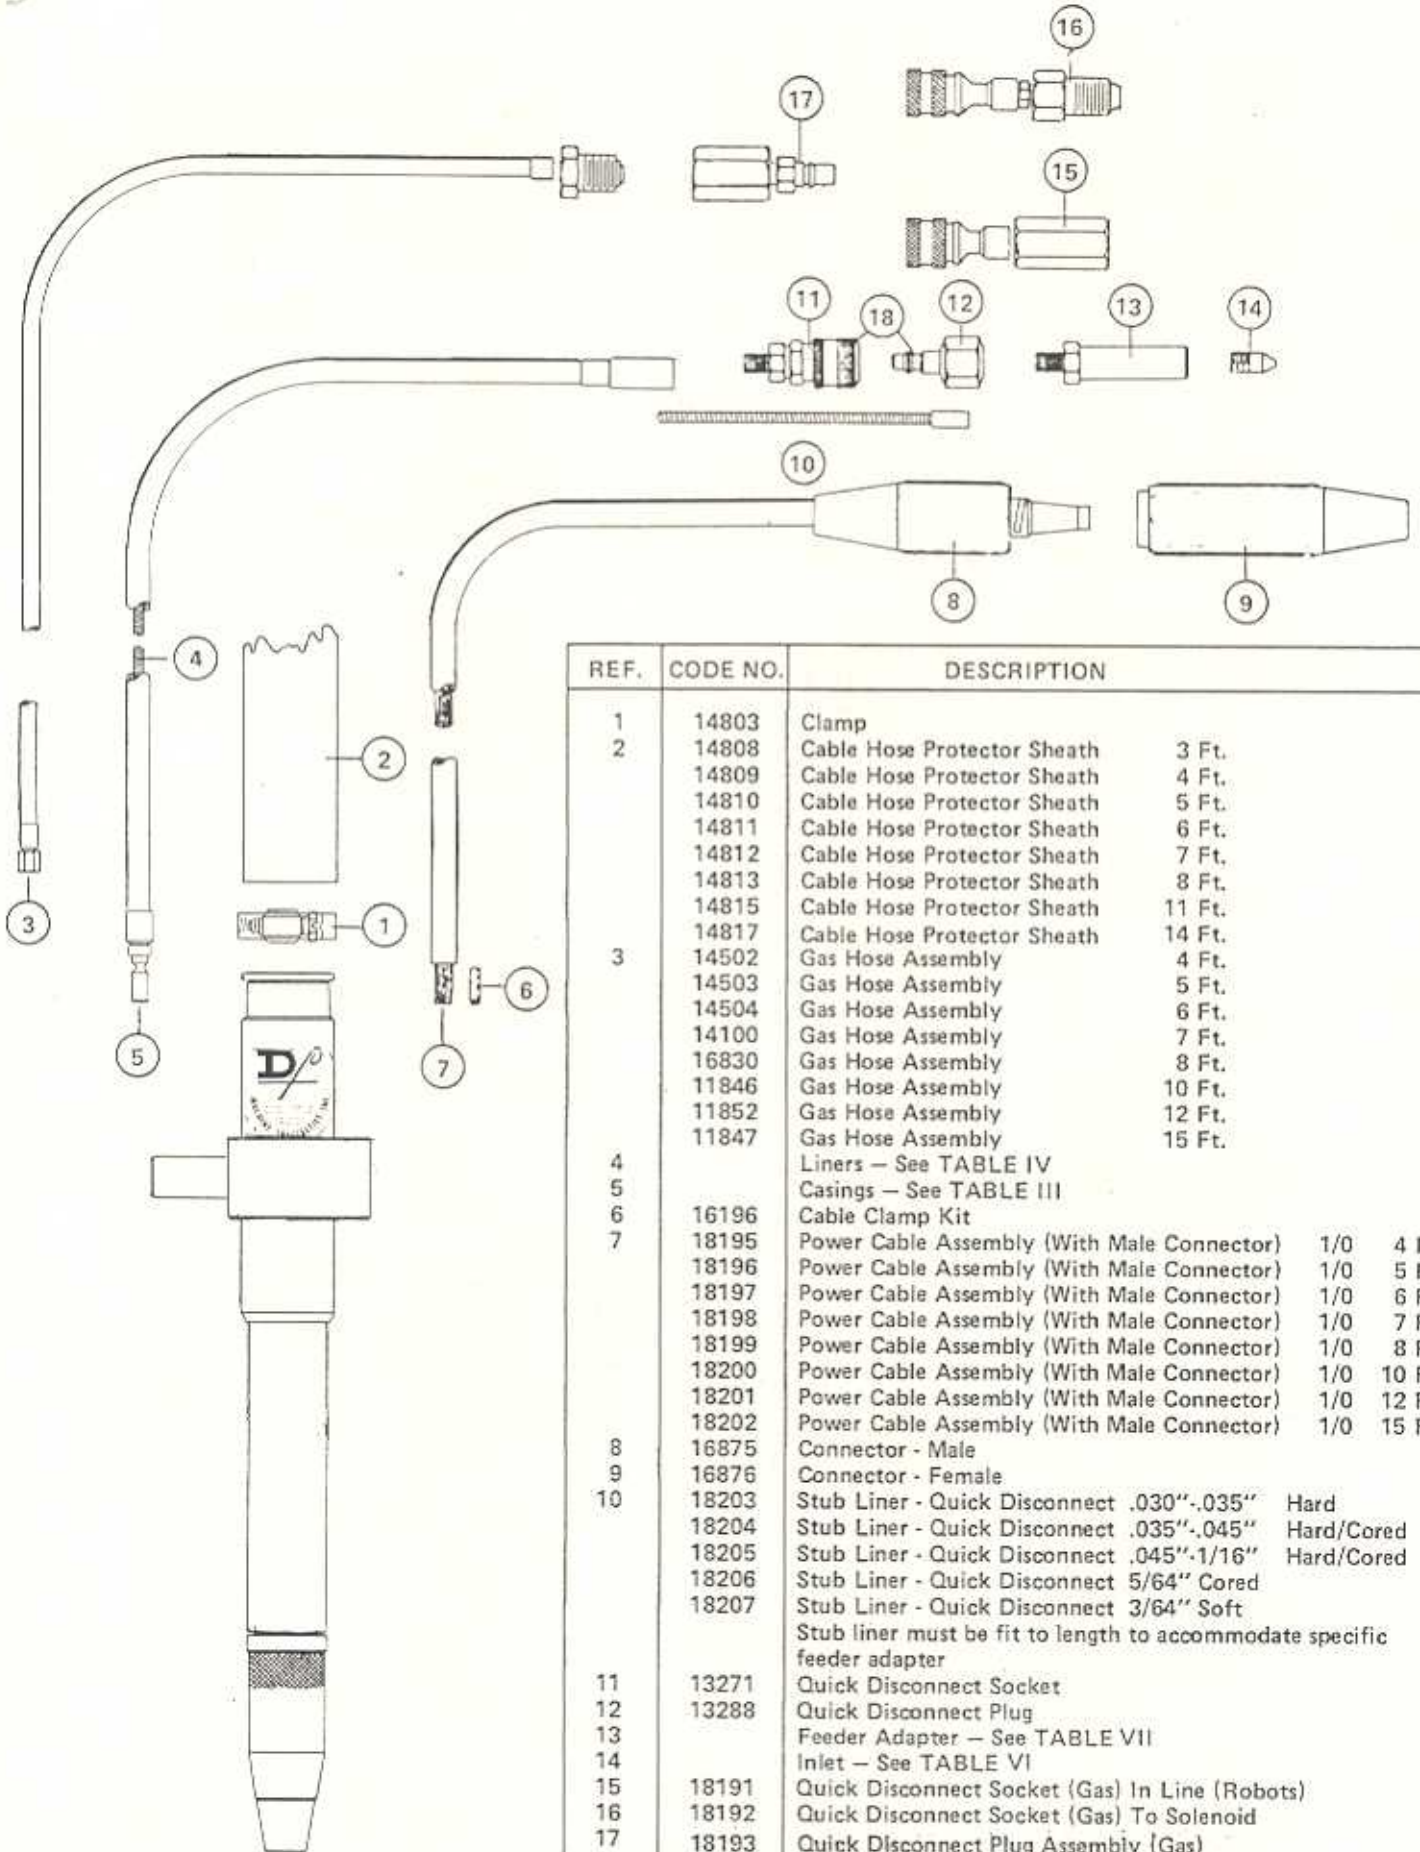 16
17
15
11
18
12
13
14
10
8
9
4
2
3
1
6
5
7
D/P
REF. CODE NO. DESCRIPTION
1 14803 Clamp
2 14808 Cable Hose Protector Sheath 3 Ft.
14809 Cable Hose Protector Sheath 4 Ft.
14810 Cable Hose Protector Sheath 5 Ft.
14811 Cable Hose Protector Sheath 6 Ft.
14812 Cable Hose Protector Sheath 7 Ft.
14813 Cable Hose Protector Sheath 8 Ft.
14815 Cable Hose Protector Sheath 11 Ft.
14817 Cable Hose Protector Sheath 14 Ft.
3 14502 Gas Hose Assembly 4 Ft.
14503 Gas Hose Assembly 5 Ft.
14504 Gas Hose Assembly 6 Ft.
14100 Gas Hose Assembly 7 Ft.
16830 Gas Hose Assembly 8 Ft.
11846 Gas Hose Assembly 10 Ft.
11852 Gas Hose Assembly 12 Ft.
11847 Gas Hose Assembly 15 Ft.
4 Liners — See TABLE IV
5 Casings — See TABLE III
6 16196 Cable Clamp Kit
7 18195 Power Cable Assembly (With Male Connector) 1/0 4 F
18196 Power Cable Assembly (With Male Connector) 1/0 5 F
18197 Power Cable Assembly (With Male Connector) 1/0 6 F
18198 Power Cable Assembly (With Male Connector) 1/0 7 F
18199 Power Cable Assembly (With Male Connector) 1/0 8 F
18200 Power Cable Assembly (With Male Connector) 1/0 10 F
18201 Power Cable Assembly (With Male Connector) 1/0 12 F
18202 Power Cable Assembly (With Male Connector) 1/0 15 F
8 16875 Connector - Male
9 16876 Connector - Female
10 18203 Stub Liner - Quick Disconnect .030"-.035" Hard
18204 Stub Liner - Quick Disconnect .035"-.045" Hard/Cored
18205 Stub Liner - Quick Disconnect .045"-1/16" Hard/Cored
18206 Stub Liner - Quick Disconnect 5/64" Cored
18207 Stub Liner - Quick Disconnect 3/64" Soft
Stub liner must be fit to length to accommodate specific
feeder adapter
11 13271 Quick Disconnect Socket
12 13288 Quick Disconnect Plug
13 Feeder Adapter — See TABLE VII
14 Inlet — See TABLE VI
15 18191 Quick Disconnect Socket (Gas) In Line (Robots)
16 18192 Quick Disconnect Socket (Gas) To Solenoid
17 18193 Quick Disconnect Plug Assembly (Gas)